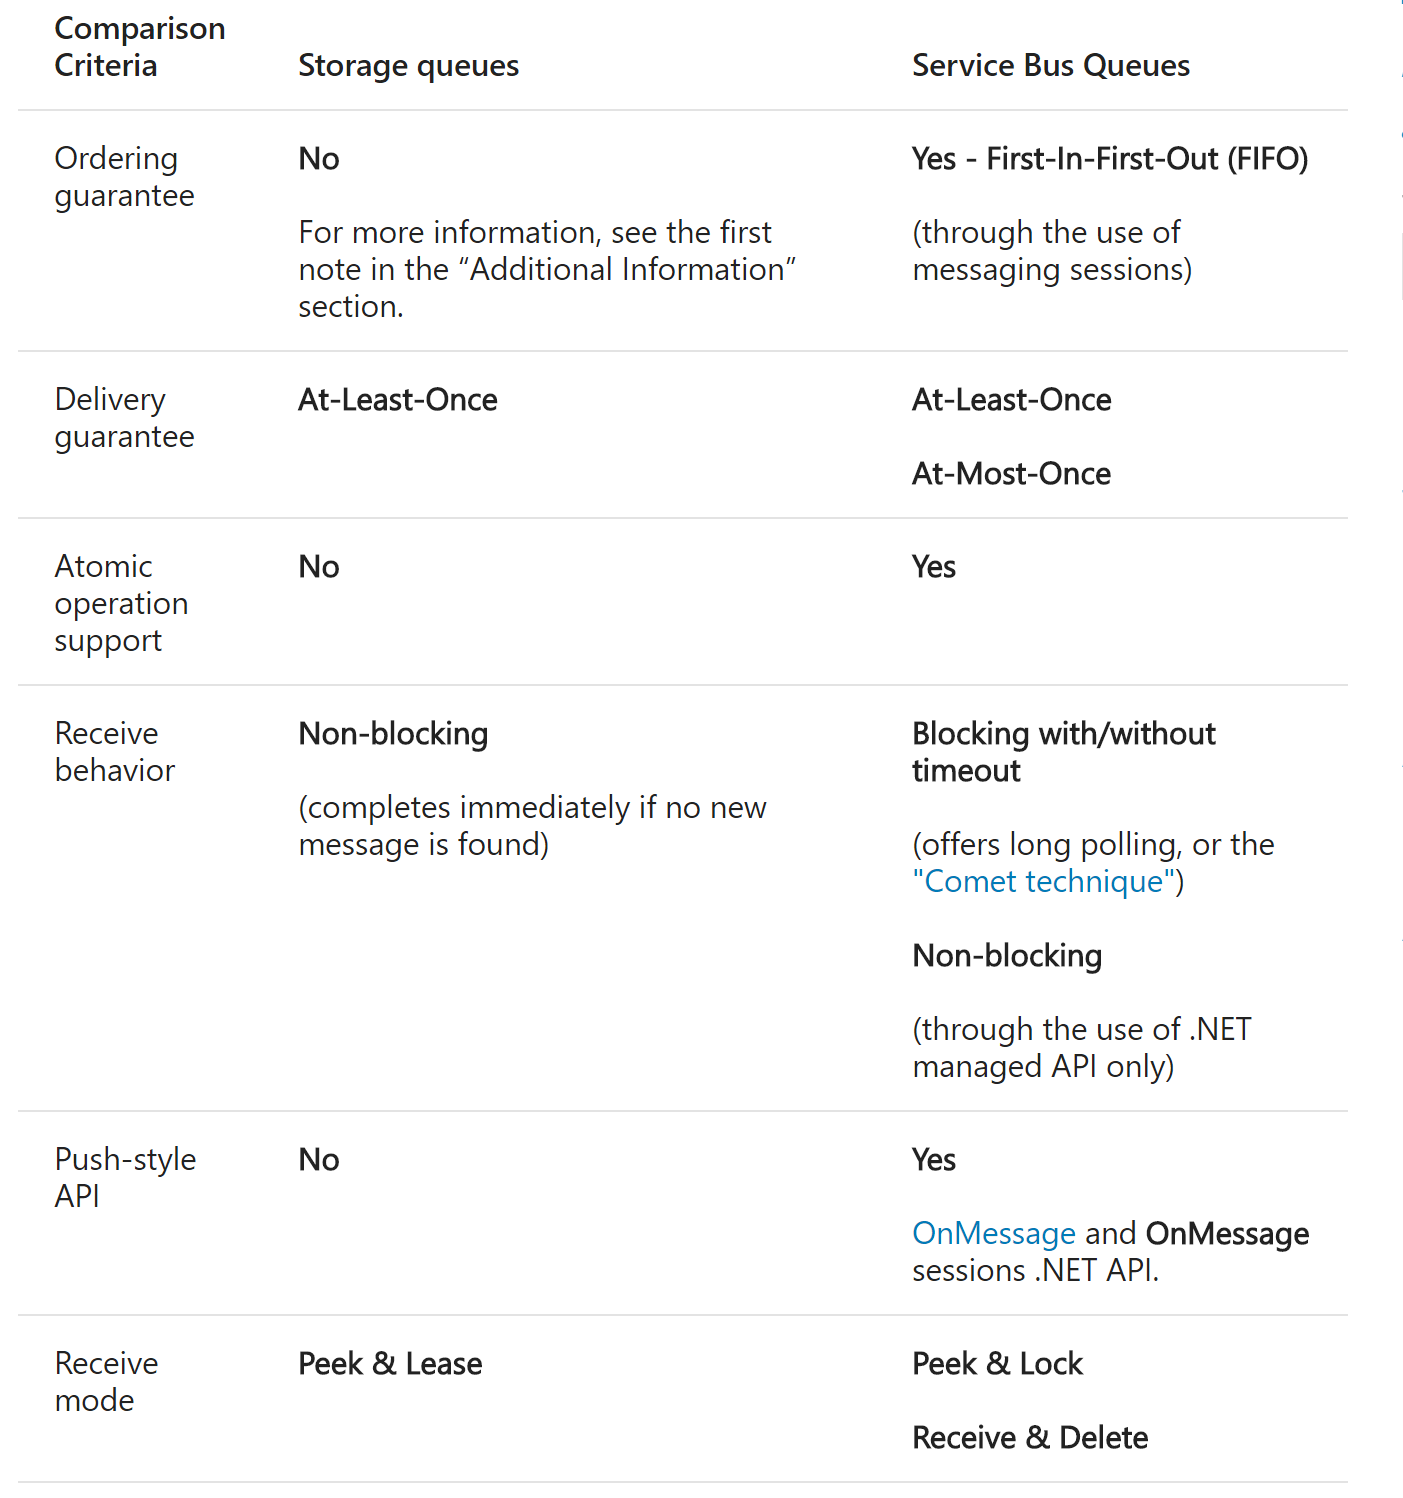 Comparison
Criteria
Storage queues
Service Bus Queues
Ordering
guarantee
No
For more information, see the first
note in the “Additional Information”
section.
Yes - First-In-First-Out (FIFO)
(through the use of
messaging sessions)
Delivery
guarantee
At-Least-Once
At-Least-Once
At-Most-Once
Atomic
operation
support
No
Yes
Receive
behavior
Non-blocking
(completes immediately if no new
message is found)
Blocking with/without
timeout
(offers long polling, or the
"Comet technique")
Non-blocking
(through the use of .NET
managed API only)
Push-style
API
No
Yes
OnMessage and OnMessage
sessions .NET API.
Receive
mode
Peek & Lease
Peek & Lock
Receive & Delete